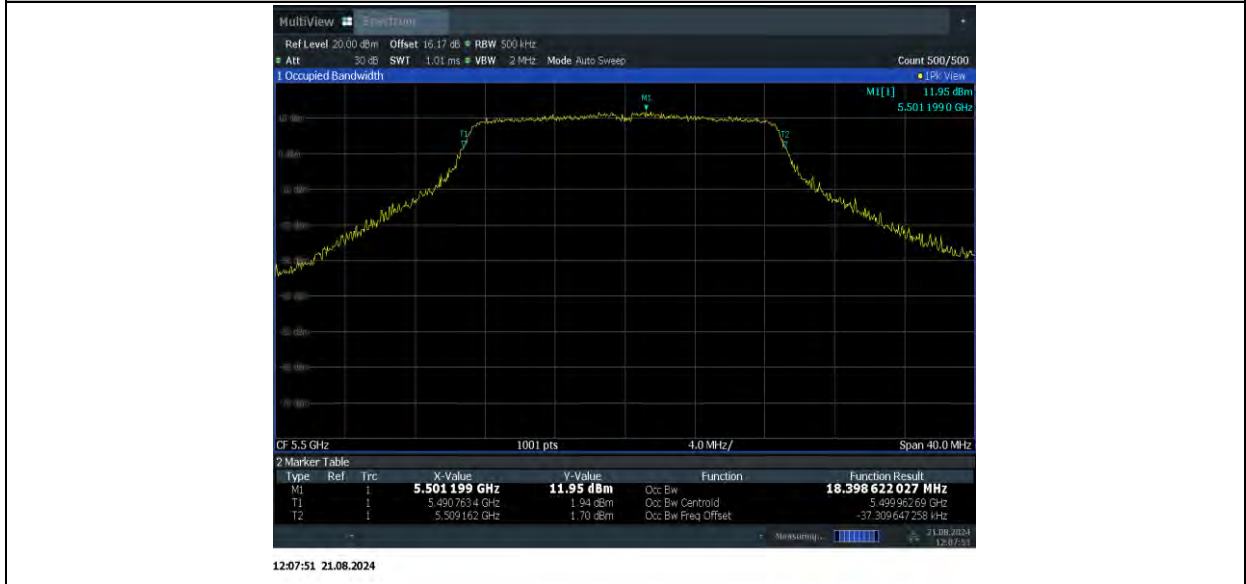 MultiView Spectrum
Ref Level 20.00 dBm Offset 16.17 dB RBW 500 kHz
Att 30 dB SWT 1.01 ms VBW 2 MHz Mode Auto Sweep Count 500/500
1 Occupied Bandwidth 1Pk View
M1[1] 11.95 dBm
5.501 199 0 GHz
M1
10 dBm
T1 T2
0 dBm
CF 5.5 GHz 1001 pts 4.0 MHz/ Span 40.0 MHz
2 Marker Table
Type Ref Trc X-Value Y-Value Function Function Result
M1 1 5.501 199 GHz 11.95 dBm Occ Bw 18.398 622 027 MHz
T1 1 5.490 763 4 GHz 1.94 dBm Occ Bw Centroid 5.499 962 69 GHz
T2 1 5.509 162 GHz 1.70 dBm Occ Bw Freq Offset -37.309 647 258 kHz
Measuring... 21.08.2024
12:07:51
12:07:51 21.08.2024